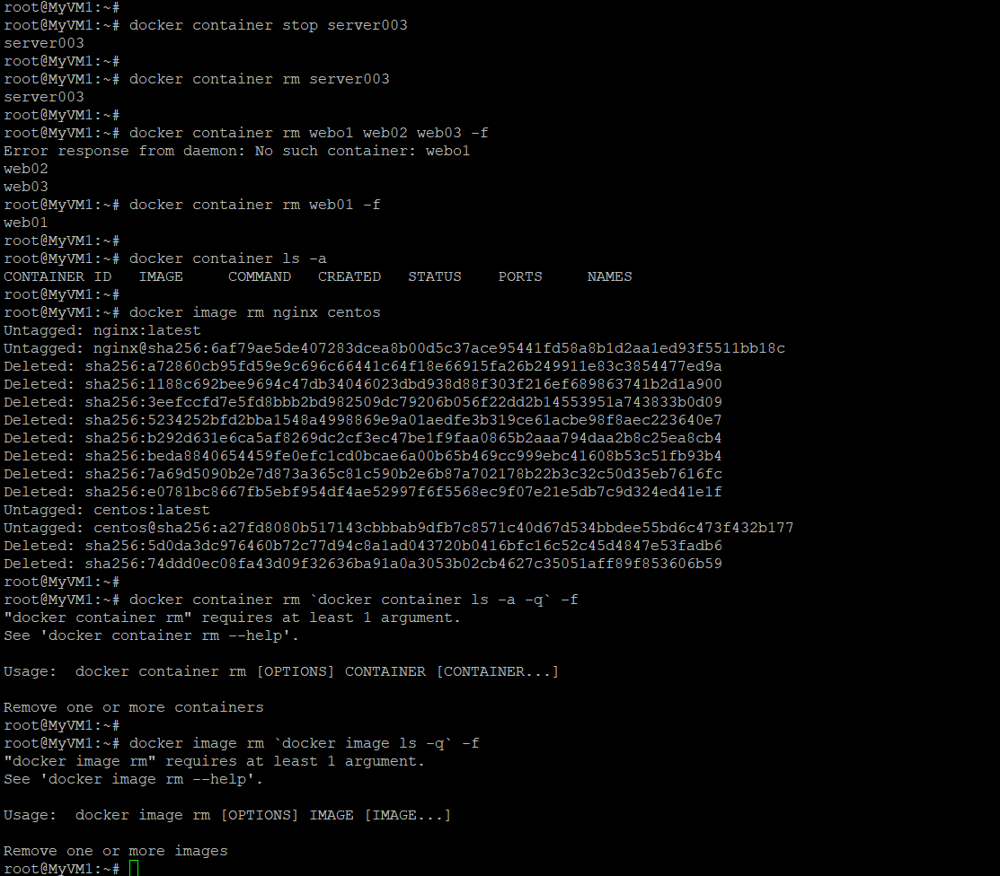 root@MyVM1:~#
root@MyVM1:~# docker container stop server003
server003
root@MyVM1:~#
root@MyVM1:~# docker container rm server003
server003
root@MyVM1:~#
root@MyVM1:~# docker container rm webo1 web02 web03 -f
Error response from daemon: No such container: webo1
web02
web03
root@MyVM1:~# docker container rm web01 -f
web01
root@MyVM1:~#
root@MyVM1:~# docker container ls -a
CONTAINER ID   IMAGE     COMMAND   CREATED   STATUS    PORTS     NAMES
root@MyVM1:~#
root@MyVM1:~# docker image rm nginx centos
Untagged: nginx:latest
Untagged: nginx@sha256:6af79ae5de407283dcea8b00d5c37ace95441fd58a8b1d2aa1ed93f5511bb18c
Deleted: sha256:a72860cb95fd59e9c696c66441c64f18e66915fa26b249911e83c3854477ed9a
Deleted: sha256:1188c692bee9694c47db34046023dbd938d88f303f216ef689863741b2d1a900
Deleted: sha256:3eefccfd7e5fd8bbb2bd982509dc79206b056f22dd2b14553951a743833b0d09
Deleted: sha256:5234252bfd2bba1548a4998869e9a01aedfe3b319ce61acbe98f8aec223640e7
Deleted: sha256:b292d631e6ca5af8269dc2cf3ec47be1f9faa0865b2aaa794daa2b8c25ea8cb4
Deleted: sha256:beda8840654459fe0efc1cd0bcae6a00b65b469cc999ebc41608b53c51fb93b4
Deleted: sha256:7a69d5090b2e7d873a365c81c590b2e6b87a702178b22b3c32c50d35eb7616fc
Deleted: sha256:e0781bc8667fb5ebf954df4ae52997f6f5568ec9f07e21e5db7c9d324ed41e1f
Untagged: centos:latest
Untagged: centos@sha256:a27fd8080b517143cbbbab9dfb7c8571c40d67d534bbdee55bd6c473f432b177
Deleted: sha256:5d0da3dc976460b72c77d94c8a1ad043720b0416bfc16c52c45d4847e53fadb6
Deleted: sha256:74ddd0ec08fa43d09f32636ba91a0a3053b02cb4627c35051aff89f853606b59
root@MyVM1:~#
root@MyVM1:~# docker container rm `docker container ls -a -q` -f
"docker container rm" requires at least 1 argument.
See 'docker container rm --help'.
Usage:  docker container rm [OPTIONS] CONTAINER [CONTAINER...]
Remove one or more containers
root@MyVM1:~#
root@MyVM1:~# docker image rm `docker image ls -q` -f
"docker image rm" requires at least 1 argument.
See 'docker image rm --help'.
Usage:  docker image rm [OPTIONS] IMAGE [IMAGE...]
Remove one or more images
root@MyVM1:~#